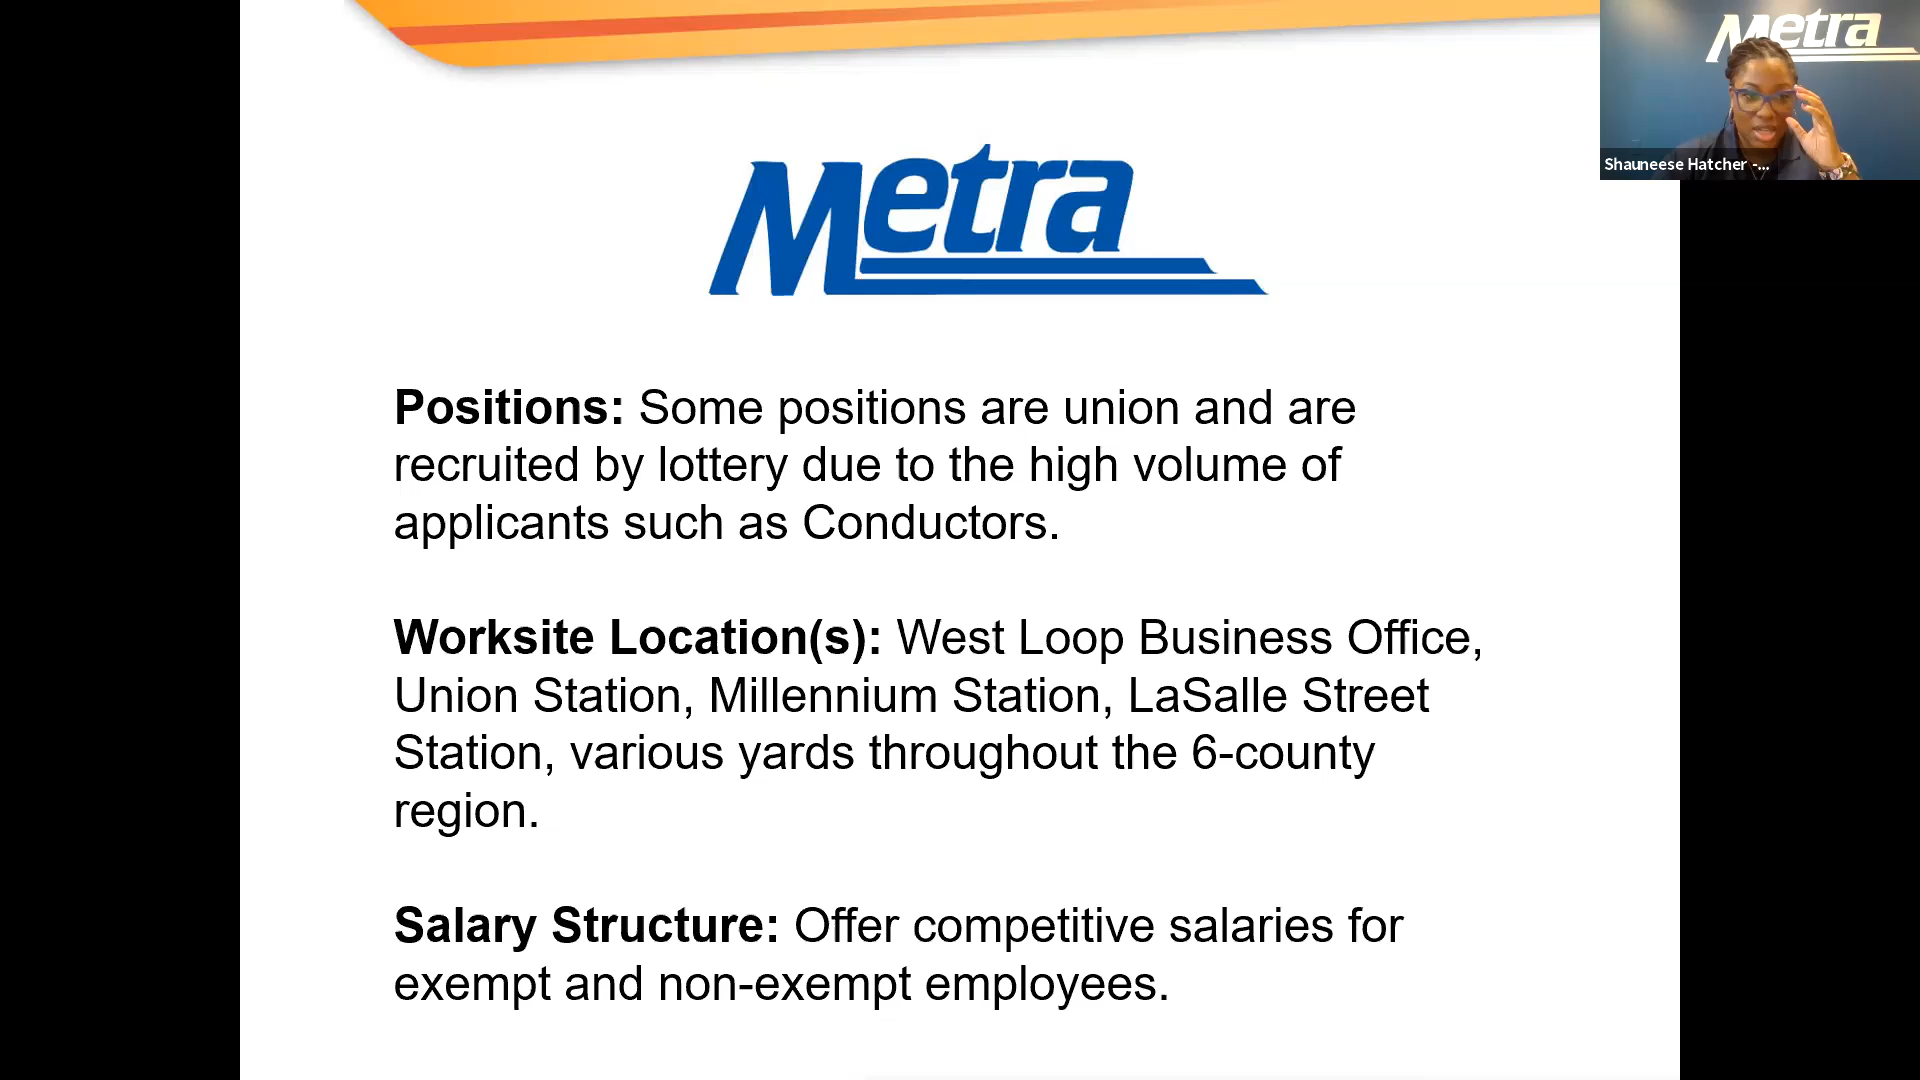 Metra
Metra
Shauneese Hatcher -...
Positions: Some positions are union and are
recruited by lottery due to the high volume of
applicants such as Conductors.
Worksite Location(s): West Loop Business Office,
Union Station, Millennium Station, LaSalle Street
Station, various yards throughout the 6-county
region.
Salary Structure: Offer competitive salaries for
exempt and non-exempt employees.